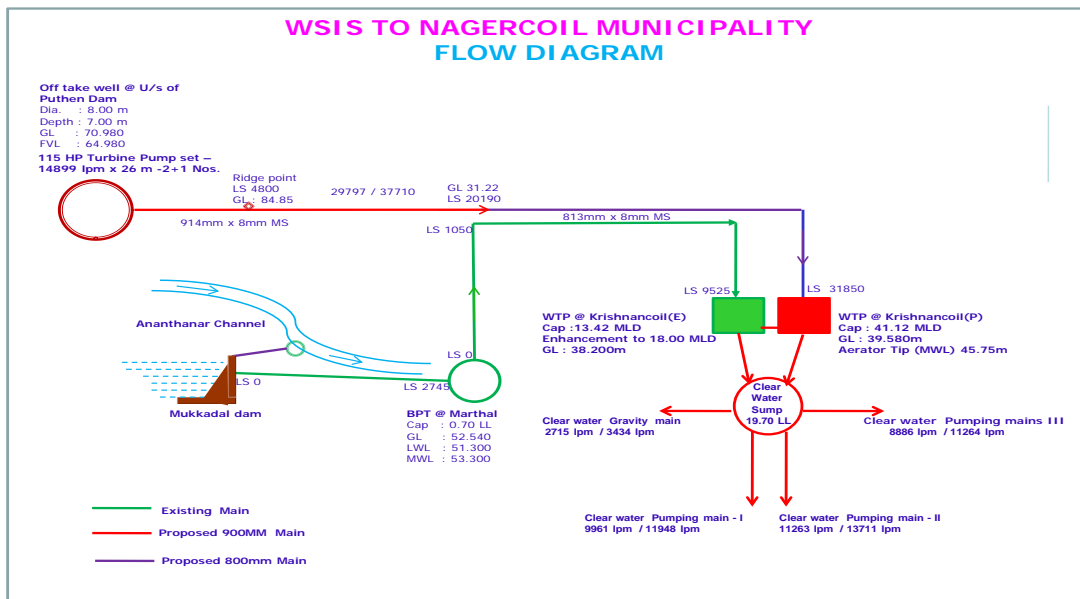 WSIS TO NAGERCOIL MUNICIPALITY
FLOW DIAGRAM
Off take well @ U/s of
Puthen Dam
Dia. : 8.00 m
Depth : 7.00 m
GL : 70.980
FVL : 64.980
115 HP Turbine Pump set –
14899 lpm x 26 m -2+1 Nos.
Ridge point
LS 4800
GL : 84.85
29797 / 37710
GL 31.22
LS 20190
914mm x 8mm MS
813mm x 8mm MS
LS 1050
LS 9525
LS 31850
Ananthanar Channel
WTP @ Krishnancoil(E)
Cap :13.42 MLD
Enhancement to 18.00 MLD
GL : 38.200m
WTP @ Krishnancoil(P)
Cap : 41.12 MLD
GL : 39.580m
Aerator Tip (MWL) 45.75m
LS 0
LS 0
LS 2745
Mukkadal dam
BPT @ Marthal
Cap : 0.70 LL
GL : 52.540
LWL : 51.300
MWL : 53.300
Clear
Water
Sump
19.70 LL
Clear water Gravity main
2715 lpm / 3434 lpm
Clear water Pumping mains III
8886 lpm / 11264 lpm
Clear water Pumping main - I
9961 lpm / 11948 lpm
Clear water Pumping main - II
11263 lpm / 13711 lpm
Existing Main
Proposed 900MM Main
Proposed 800mm Main